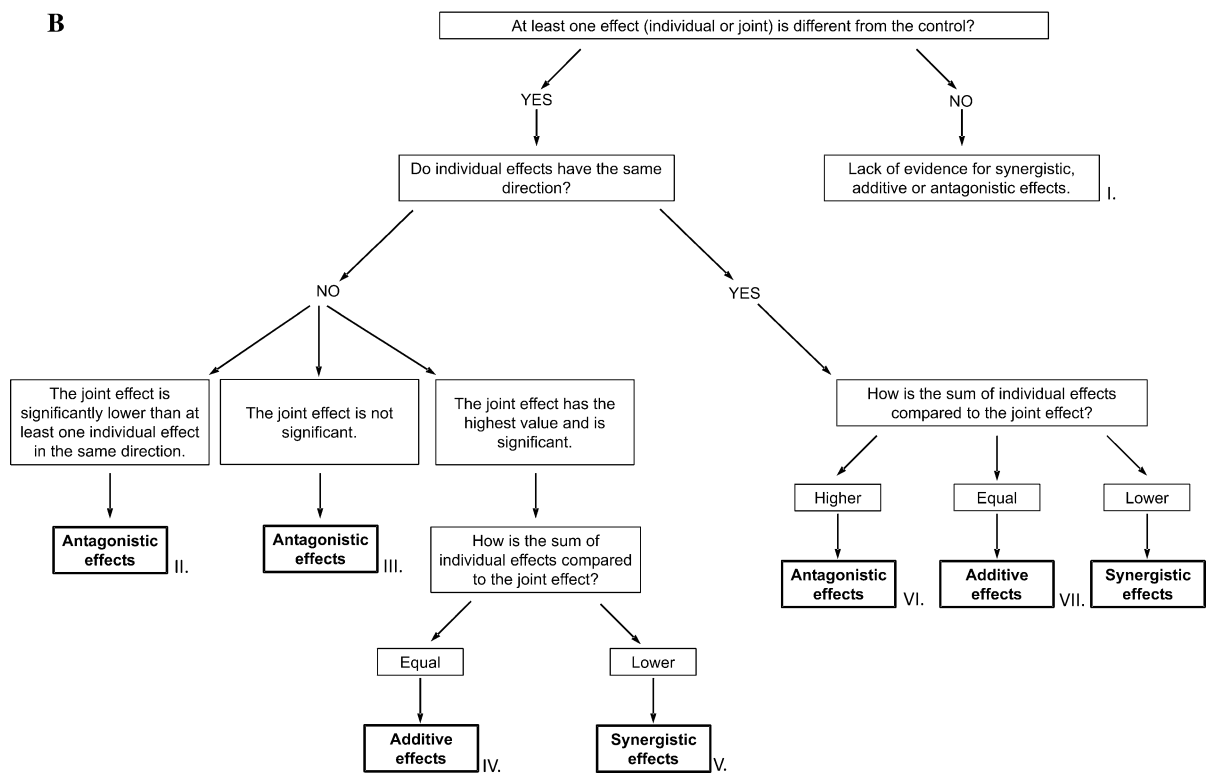 B
At least one effect (individual or joint) is different from the control?
YES
NO
Do individual effects have the same
direction?
Lack of evidence for synergistic,
additive or antagonistic effects.
I.
NO
YES
The joint effect is
significantly lower than at
least one individual effect
in the same direction.
The joint effect is not
significant.
The joint effect has the
highest value and is
significant.
How is the sum of individual effects
compared to the joint effect?
Higher
Equal
Lower
Antagonistic
effects
II.
Antagonistic
effects
III.
How is the sum of
individual effects compared
to the joint effect?
Antagonistic
effects
VI.
Additive
effects
VII.
Synergistic
effects
Equal
Lower
Additive
effects
IV.
Synergistic
effects
V.